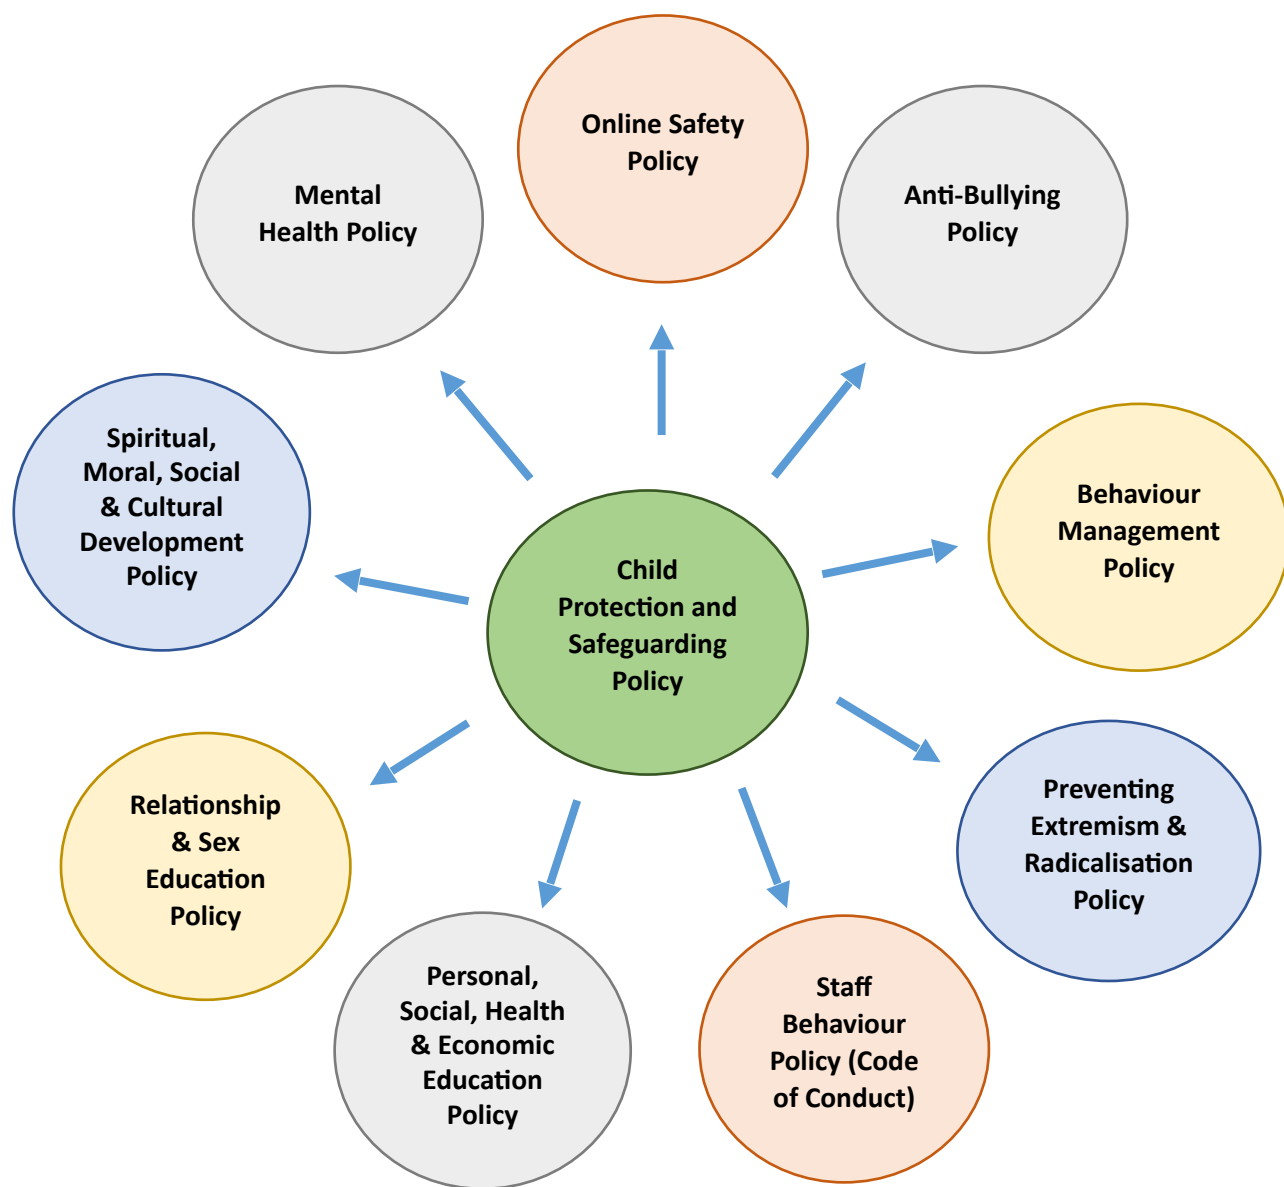 Online Safety
Policy
Mental
Health Policy
Anti-Bullying
Policy
Spiritual,
Moral, Social
& Cultural
Development
Policy
Behaviour
Management
Policy
Child
Protection and
Safeguarding
Policy
Relationship
& Sex
Education
Policy
Preventing
Extremism &
Radicalisation
Policy
Personal,
Social, Health
& Economic
Education
Policy
Staff
Behaviour
Policy (Code
of Conduct)